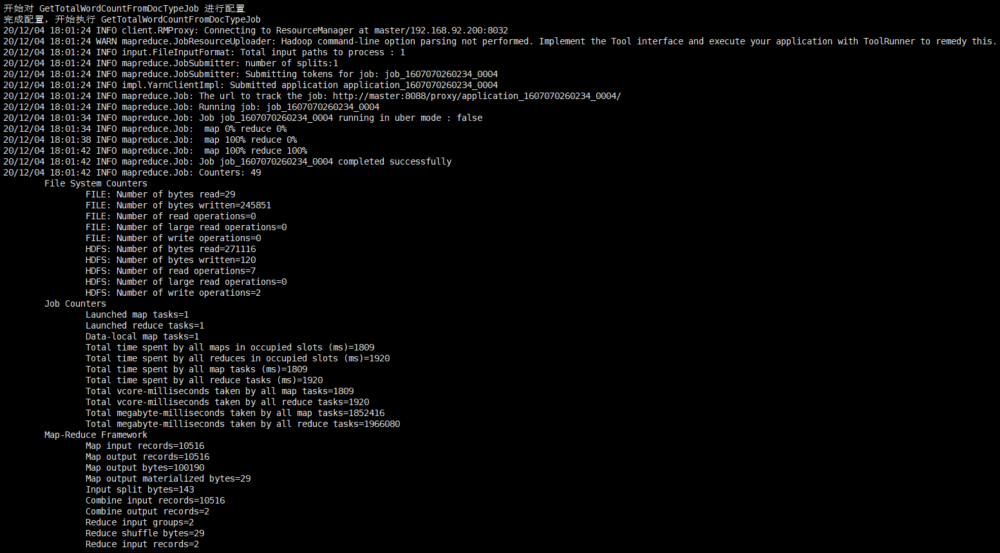 开始对 GetTotalWordCountFromDocTypeJob 进行配置
完成配置，开始执行 GetTotalWordCountFromDocTypeJob
20/12/04 18:01:24 INFO client.RMProxy: Connecting to ResourceManager at master/192.168.92.200:8032
20/12/04 18:01:24 WARN mapreduce.JobResourceUploader: Hadoop command-line option parsing not performed. Implement the Tool interface and execute your application with ToolRunner to remedy this.
20/12/04 18:01:24 INFO input.FileInputFormat: Total input paths to process : 1
20/12/04 18:01:24 INFO mapreduce.JobSubmitter: number of splits:1
20/12/04 18:01:24 INFO mapreduce.JobSubmitter: Submitting tokens for job: job_1607070260234_0004
20/12/04 18:01:24 INFO impl.YarnClientImpl: Submitted application application_1607070260234_0004
20/12/04 18:01:24 INFO mapreduce.Job: The url to track the job: http://master:8088/proxy/application_1607070260234_0004/
20/12/04 18:01:24 INFO mapreduce.Job: Running job: job_1607070260234_0004
20/12/04 18:01:34 INFO mapreduce.Job: Job job_1607070260234_0004 running in uber mode : false
20/12/04 18:01:34 INFO mapreduce.Job:  map 0% reduce 0%
20/12/04 18:01:38 INFO mapreduce.Job:  map 100% reduce 0%
20/12/04 18:01:42 INFO mapreduce.Job:  map 100% reduce 100%
20/12/04 18:01:42 INFO mapreduce.Job: Job job_1607070260234_0004 completed successfully
20/12/04 18:01:42 INFO mapreduce.Job: Counters: 49
File System Counters
FILE: Number of bytes read=29
FILE: Number of bytes written=245851
FILE: Number of read operations=0
FILE: Number of large read operations=0
FILE: Number of write operations=0
HDFS: Number of bytes read=271116
HDFS: Number of bytes written=120
HDFS: Number of read operations=7
HDFS: Number of large read operations=0
HDFS: Number of write operations=2
Job Counters
Launched map tasks=1
Launched reduce tasks=1
Data-local map tasks=1
Total time spent by all maps in occupied slots (ms)=1809
Total time spent by all reduces in occupied slots (ms)=1920
Total time spent by all map tasks (ms)=1809
Total time spent by all reduce tasks (ms)=1920
Total vcore-milliseconds taken by all map tasks=1809
Total vcore-milliseconds taken by all reduce tasks=1920
Total megabyte-milliseconds taken by all map tasks=1852416
Total megabyte-milliseconds taken by all reduce tasks=1966080
Map-Reduce Framework
Map input records=10516
Map output records=10516
Map output bytes=100190
Map output materialized bytes=29
Input split bytes=143
Combine input records=10516
Combine output records=2
Reduce input groups=2
Reduce shuffle bytes=29
Reduce input records=2